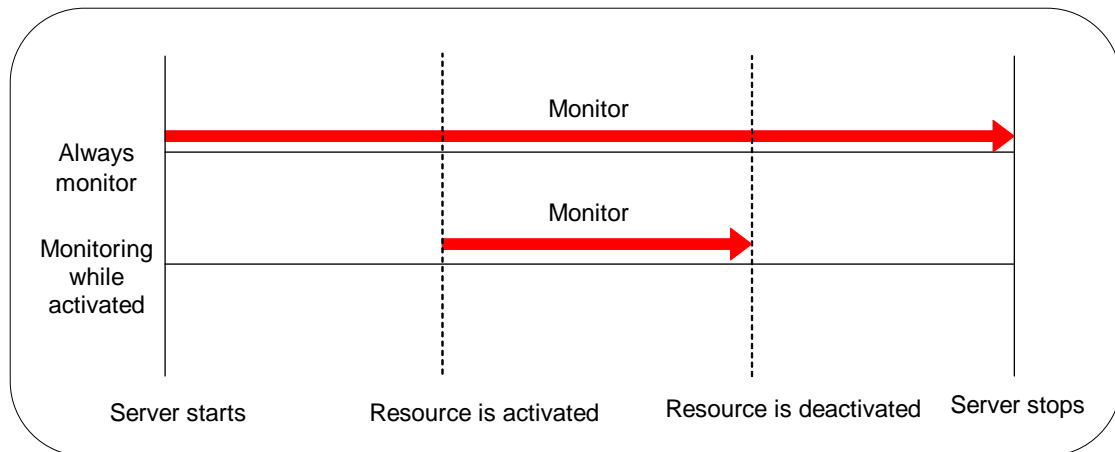 Monitor
Always
monitor
Monitor
Monitoring
while
activated
Server starts
Resource is activated
Resource is deactivated
Server stops